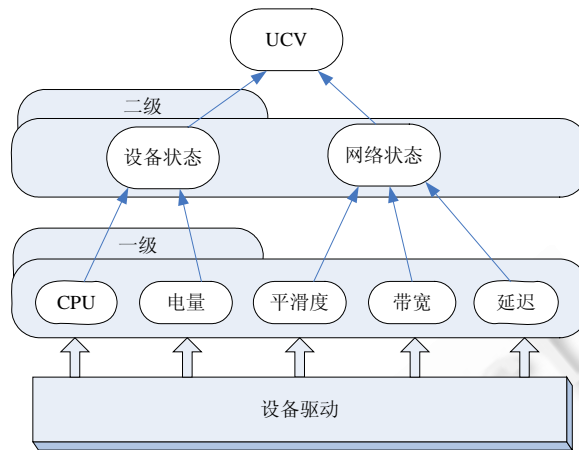 UCV
二级
设备状态
网络状态
一级
CPU
电量
平滑度
带宽
延迟
设备驱动